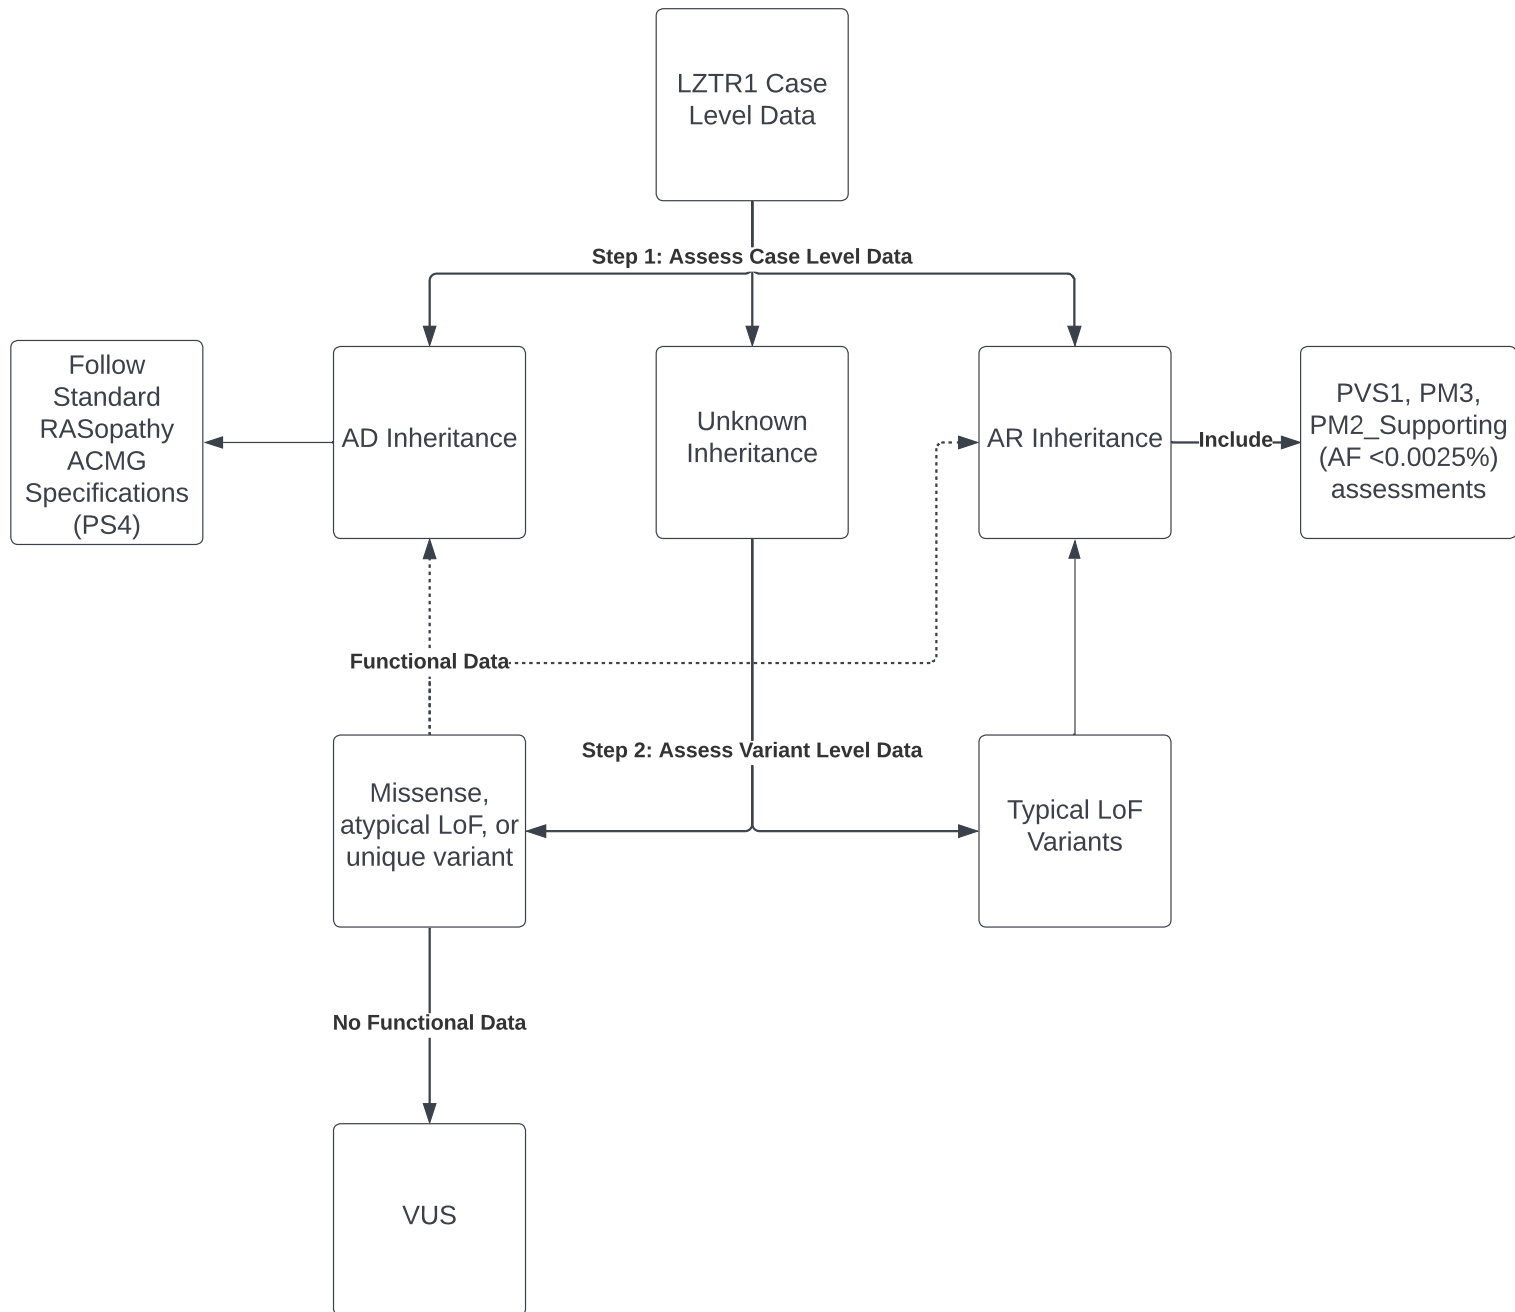 LZTR1 Case
Level Data
Step 1: Assess Case Level Data
Follow
Standard
RASopathy
ACMG
Specifications
(PS4)
AD Inheritance
Unknown
Inheritance
AR Inheritance
Include
PVS1, PM3,
PM2_Supporting
(AF <0.0025%)
assessments
Functional Data
Step 2: Assess Variant Level Data
Missense,
atypical LoF, or
unique variant
Typical LoF
Variants
No Functional Data
VUS